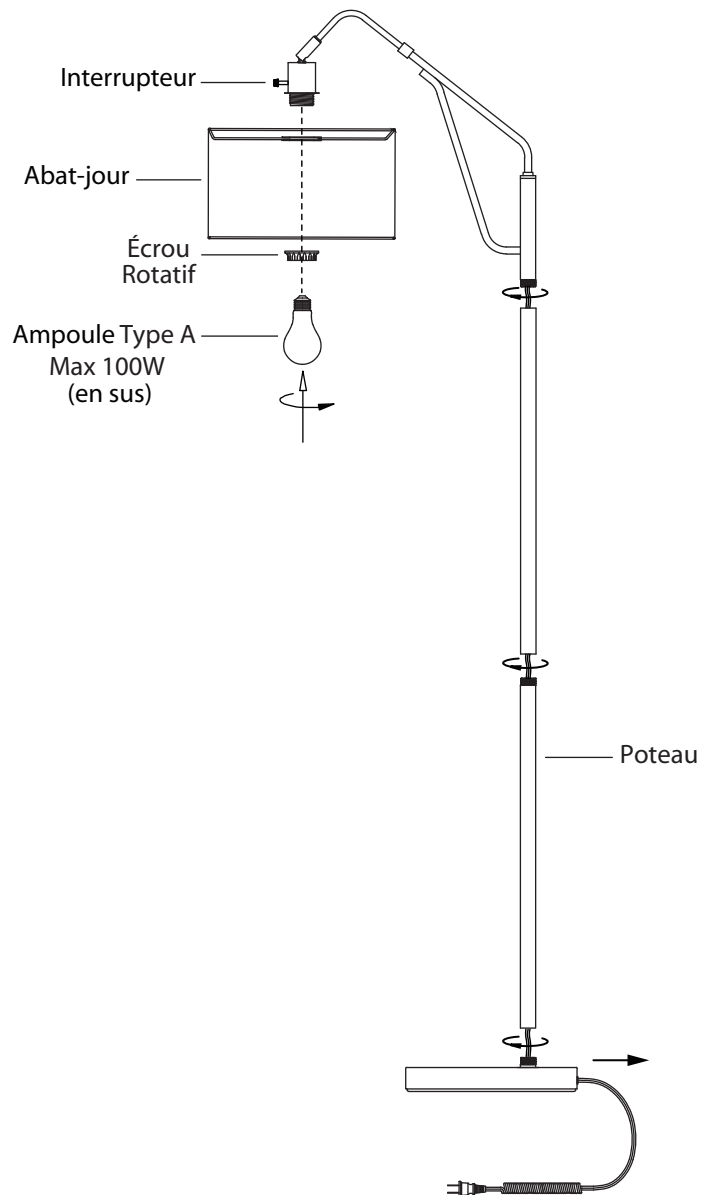 Interrupteur
Abat-jour
Écrou
Rotatif
Ampoule Type A
Max 100W
(en sus)
Poteau